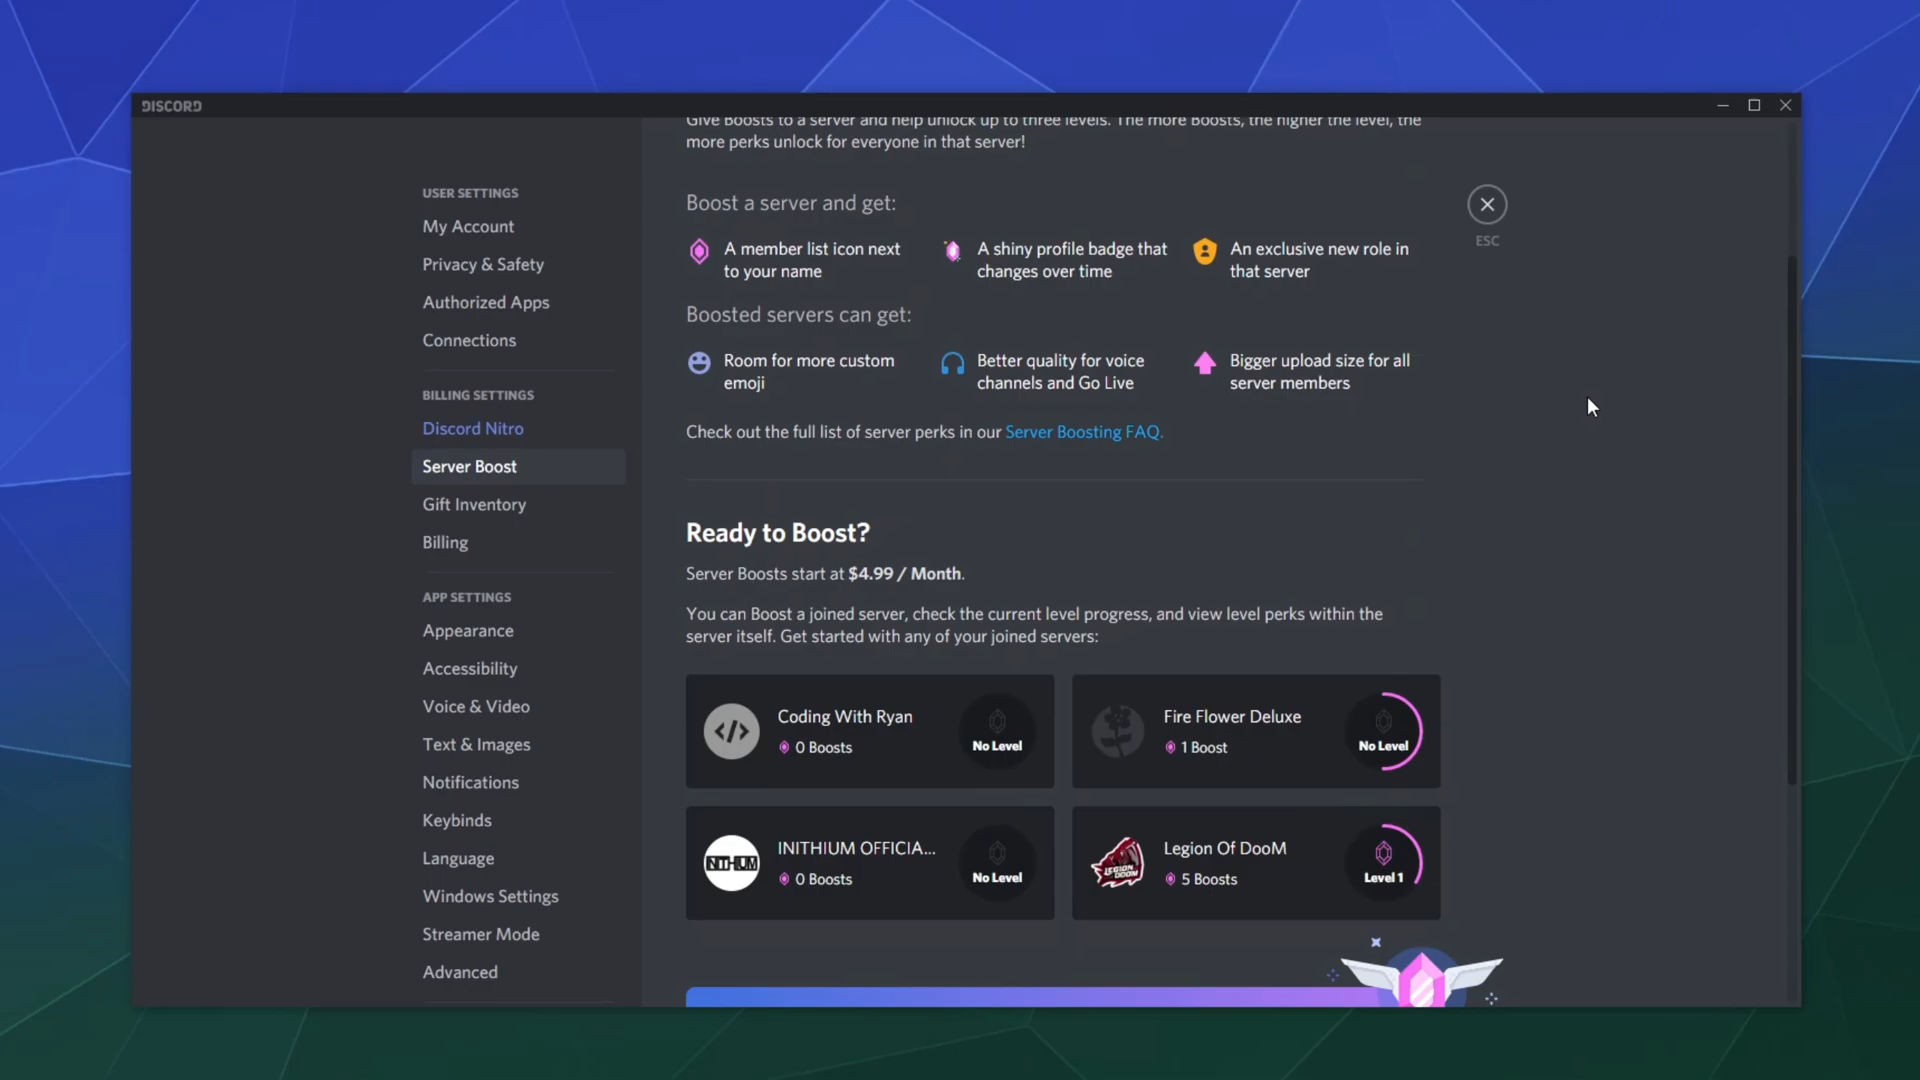 DISCORD
Give Boosts to a server and help unlock up to three levels. The more Boosts, the higher the level, the
more perks unlock for everyone in that server!
USER SETTINGS
My Account
Privacy & Safety
Authorized Apps
Connections
BILLING SETTINGS
Discord Nitro
Server Boost
Gift Inventory
Billing
APP SETTINGS
Appearance
Accessibility
Voice & Video
Text & Images
Notifications
Keybinds
Language
Windows Settings
Streamer Mode
Advanced
Boost a server and get:
A member list icon next
to your name
A shiny profile badge that
changes over time
An exclusive new role in
that server
ESC
Boosted servers can get:
Room for more custom
emoji
Better quality for voice
channels and Go Live
Bigger upload size for all
server members
Check out the full list of server perks in our Server Boosting FAQ.
Ready to Boost?
Server Boosts start at $4.99 / Month.
You can Boost a joined server, check the current level progress, and view level perks within the
server itself. Get started with any of your joined servers:
</>
Coding With Ryan
0 Boosts
No Level
Fire Flower Deluxe
1 Boost
No Level
INITHIUM
INITHIUM OFFICIA...
0 Boosts
No Level
LEGION
DOOM
Legion Of DooM
5 Boosts
Level 1